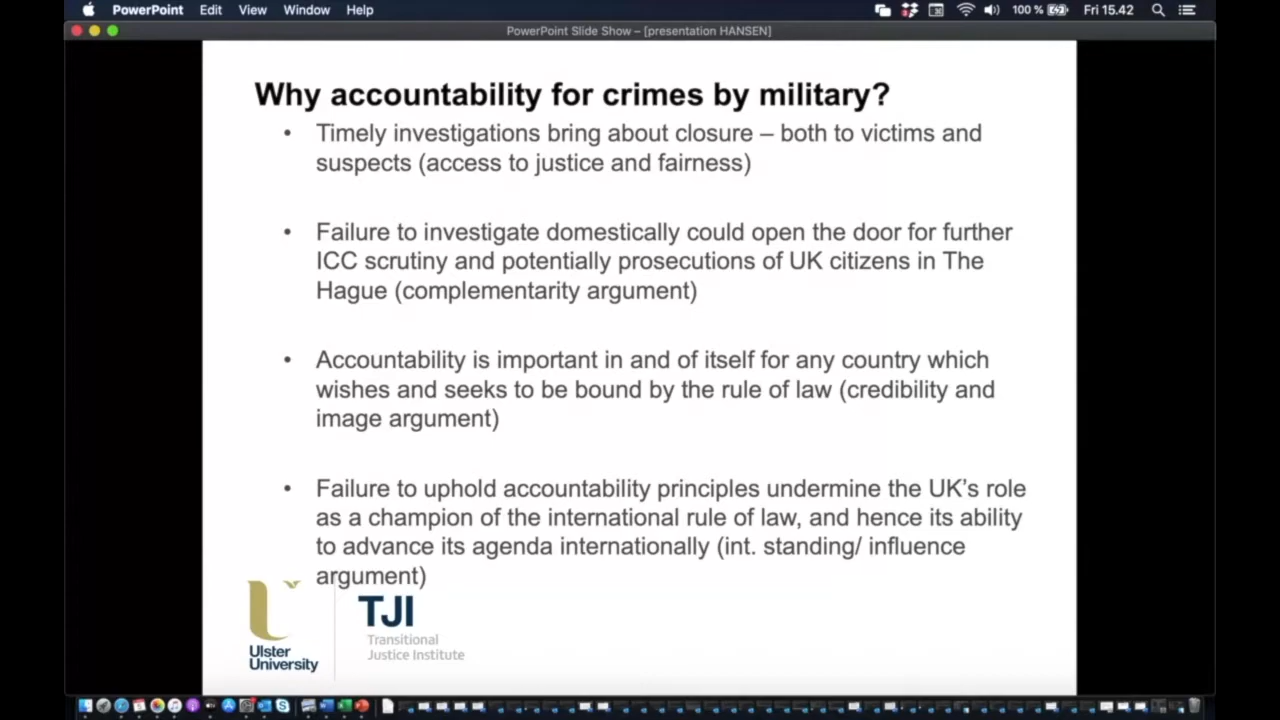 PowerPoint Edit View Window Help 100 % Fri 15.42
PowerPoint Slide Show – [presentation HANSEN]
Why accountability for crimes by military?
• Timely investigations bring about closure – both to victims and
suspects (access to justice and fairness)
• Failure to investigate domestically could open the door for further
ICC scrutiny and potentially prosecutions of UK citizens in The
Hague (complementarity argument)
• Accountability is important in and of itself for any country which
wishes and seeks to be bound by the rule of law (credibility and
image argument)
• Failure to uphold accountability principles undermine the UK’s role
as a champion of the international rule of law, and hence its ability
to advance its agenda internationally (int. standing/ influence
argument)
Ulster
University
TJI
Transitional
Justice Institute